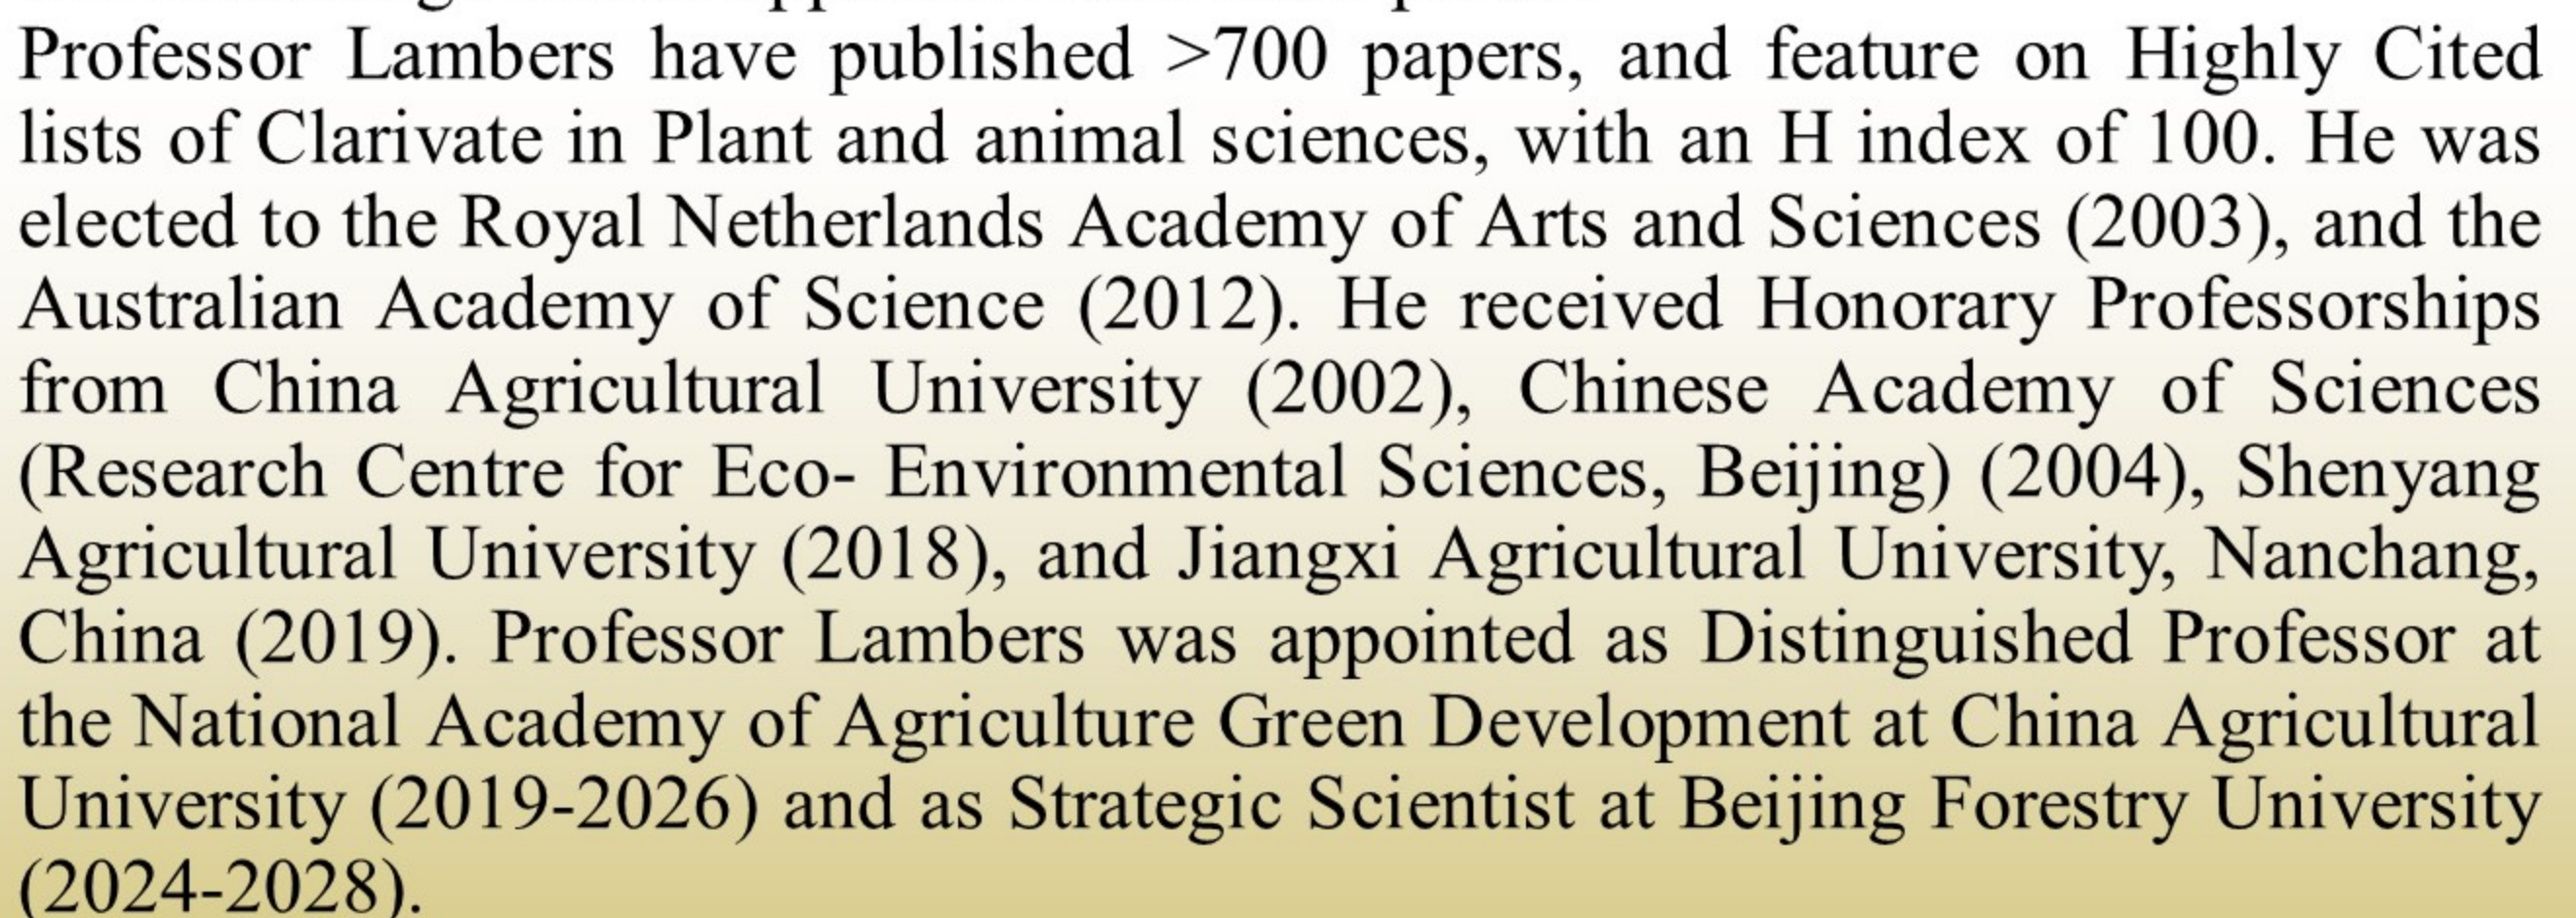 Professor Lambers have published >700 papers, and feature on Highly Cited
lists of Clarivate in Plant and animal sciences, with an H index of 100. He was
elected to the Royal Netherlands Academy of Arts and Sciences (2003), and the
Australian Academy of Science (2012). He received Honorary Professorships
from China Agricultural University (2002), Chinese Academy of Sciences
(Research Centre for Eco- Environmental Sciences, Beijing) (2004), Shenyang
Agricultural University (2018), and Jiangxi Agricultural University, Nanchang,
China (2019). Professor Lambers was appointed as Distinguished Professor at
the National Academy of Agriculture Green Development at China Agricultural
University (2019-2026) and as Strategic Scientist at Beijing Forestry University
(2024-2028).